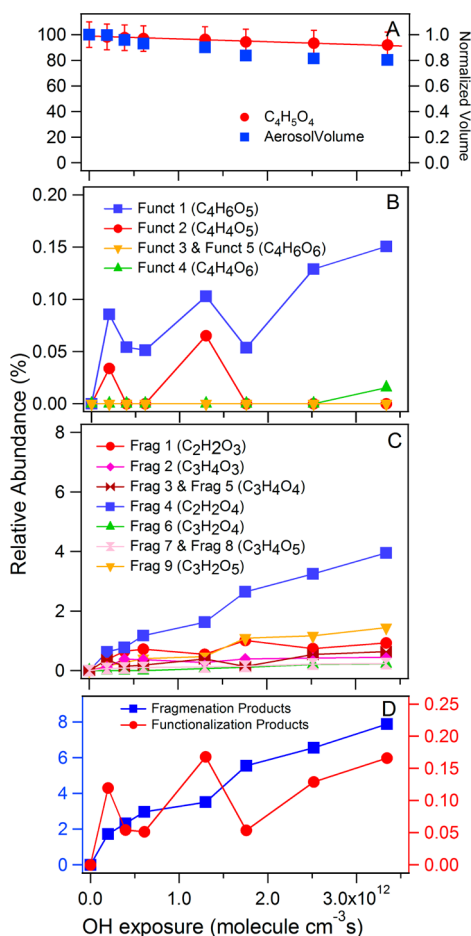 A
100
80
60
40
20
0
1.0
0.8
0.6
0.4
0.2
0.0
Normalized Volume
C₄H₅O₄
AerosolVolume
B
0.20
0.15
0.10
0.05
0.00
Funct 1 (C₄H₆O₅)
Funct 2 (C₄H₄O₅)
Funct 3 & Funct 5 (C₄H₆O₆)
Funct 4 (C₄H₄O₆)
Relative Abundance (%)
C
8
6
4
2
0
Frag 1 (C₂H₂O₃)
Frag 2 (C₃H₄O₃)
Frag 3 & Frag 5 (C₃H₄O₄)
Frag 4 (C₂H₂O₄)
Frag 6 (C₃H₂O₄)
Frag 7 & Frag 8 (C₃H₄O₅)
Frag 9 (C₃H₂O₅)
D
8
6
4
2
0
Fragmenation Products
Functionalization Products
0.25
0.20
0.15
0.10
0.05
0.00
0.0
1.0
2.0
3.0x10¹²
OH exposure (molecule cm⁻³s)